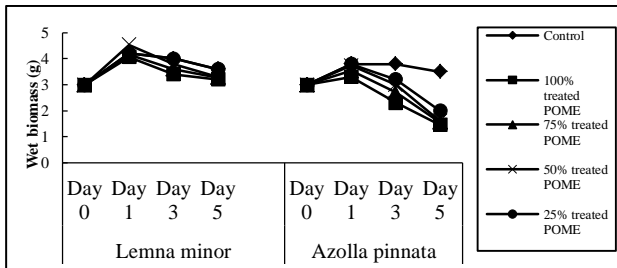 Wet biomass (g)
5
4
3
2
1
0
Day Day Day Day Day Day Day Day
0 1 3 5 0 1 3 5
Lemna minor Azolla pinnata
Control
100%
treated
POME
75% treated
POME
50% treated
POME
25% treated
POME